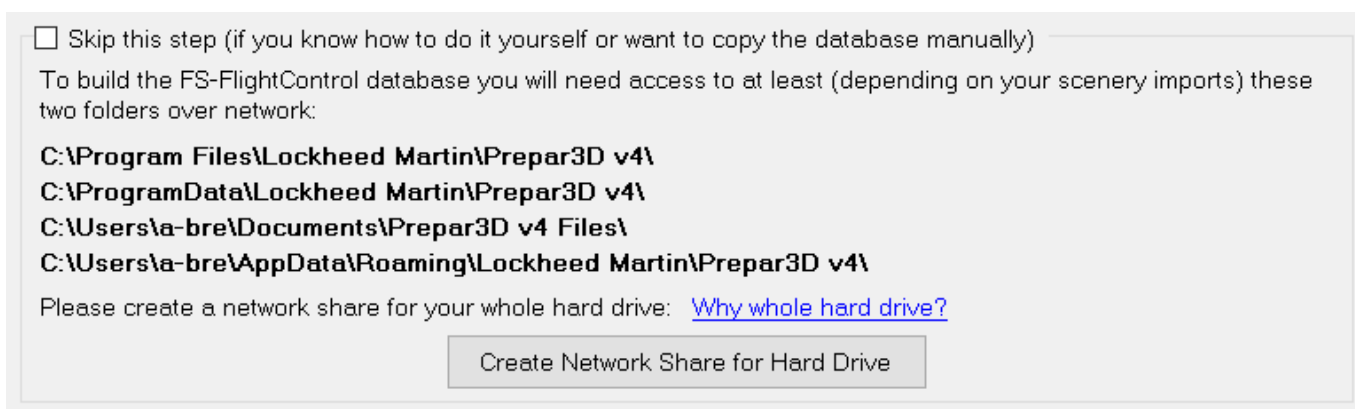 Skip this step (if you know how to do it yourself or want to copy the database manually)
To build the FS-FlightControl database you will need access to at least (depending on your scenery imports) these
two folders over network:
C:\Program Files\Lockheed Martin\Prepar3D v4\
C:\ProgramData\Lockheed Martin\Prepar3D v4\
C:\Users\a-bre\Documents\Prepar3D v4 Files\
C:\Users\a-bre\AppData\Roaming\Lockheed Martin\Prepar3D v4\
Please create a network share for your whole hard drive: Why whole hard drive?
Create Network Share for Hard Drive